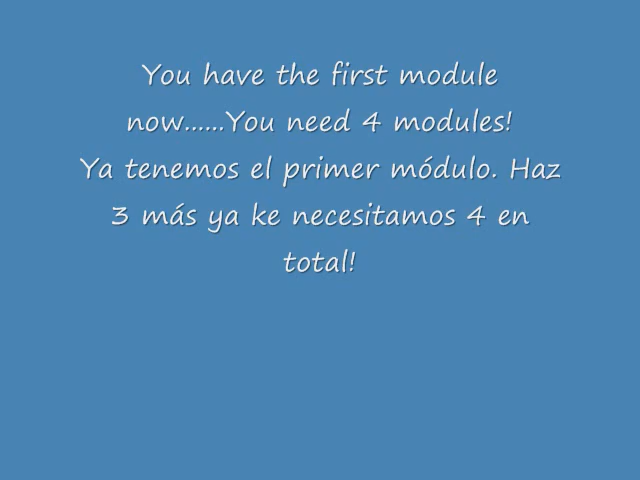 You have the first module
now......You need 4 modules!
Ya tenemos el primer módulo. Haz
3 más ya ke necesitamos 4 en
total!